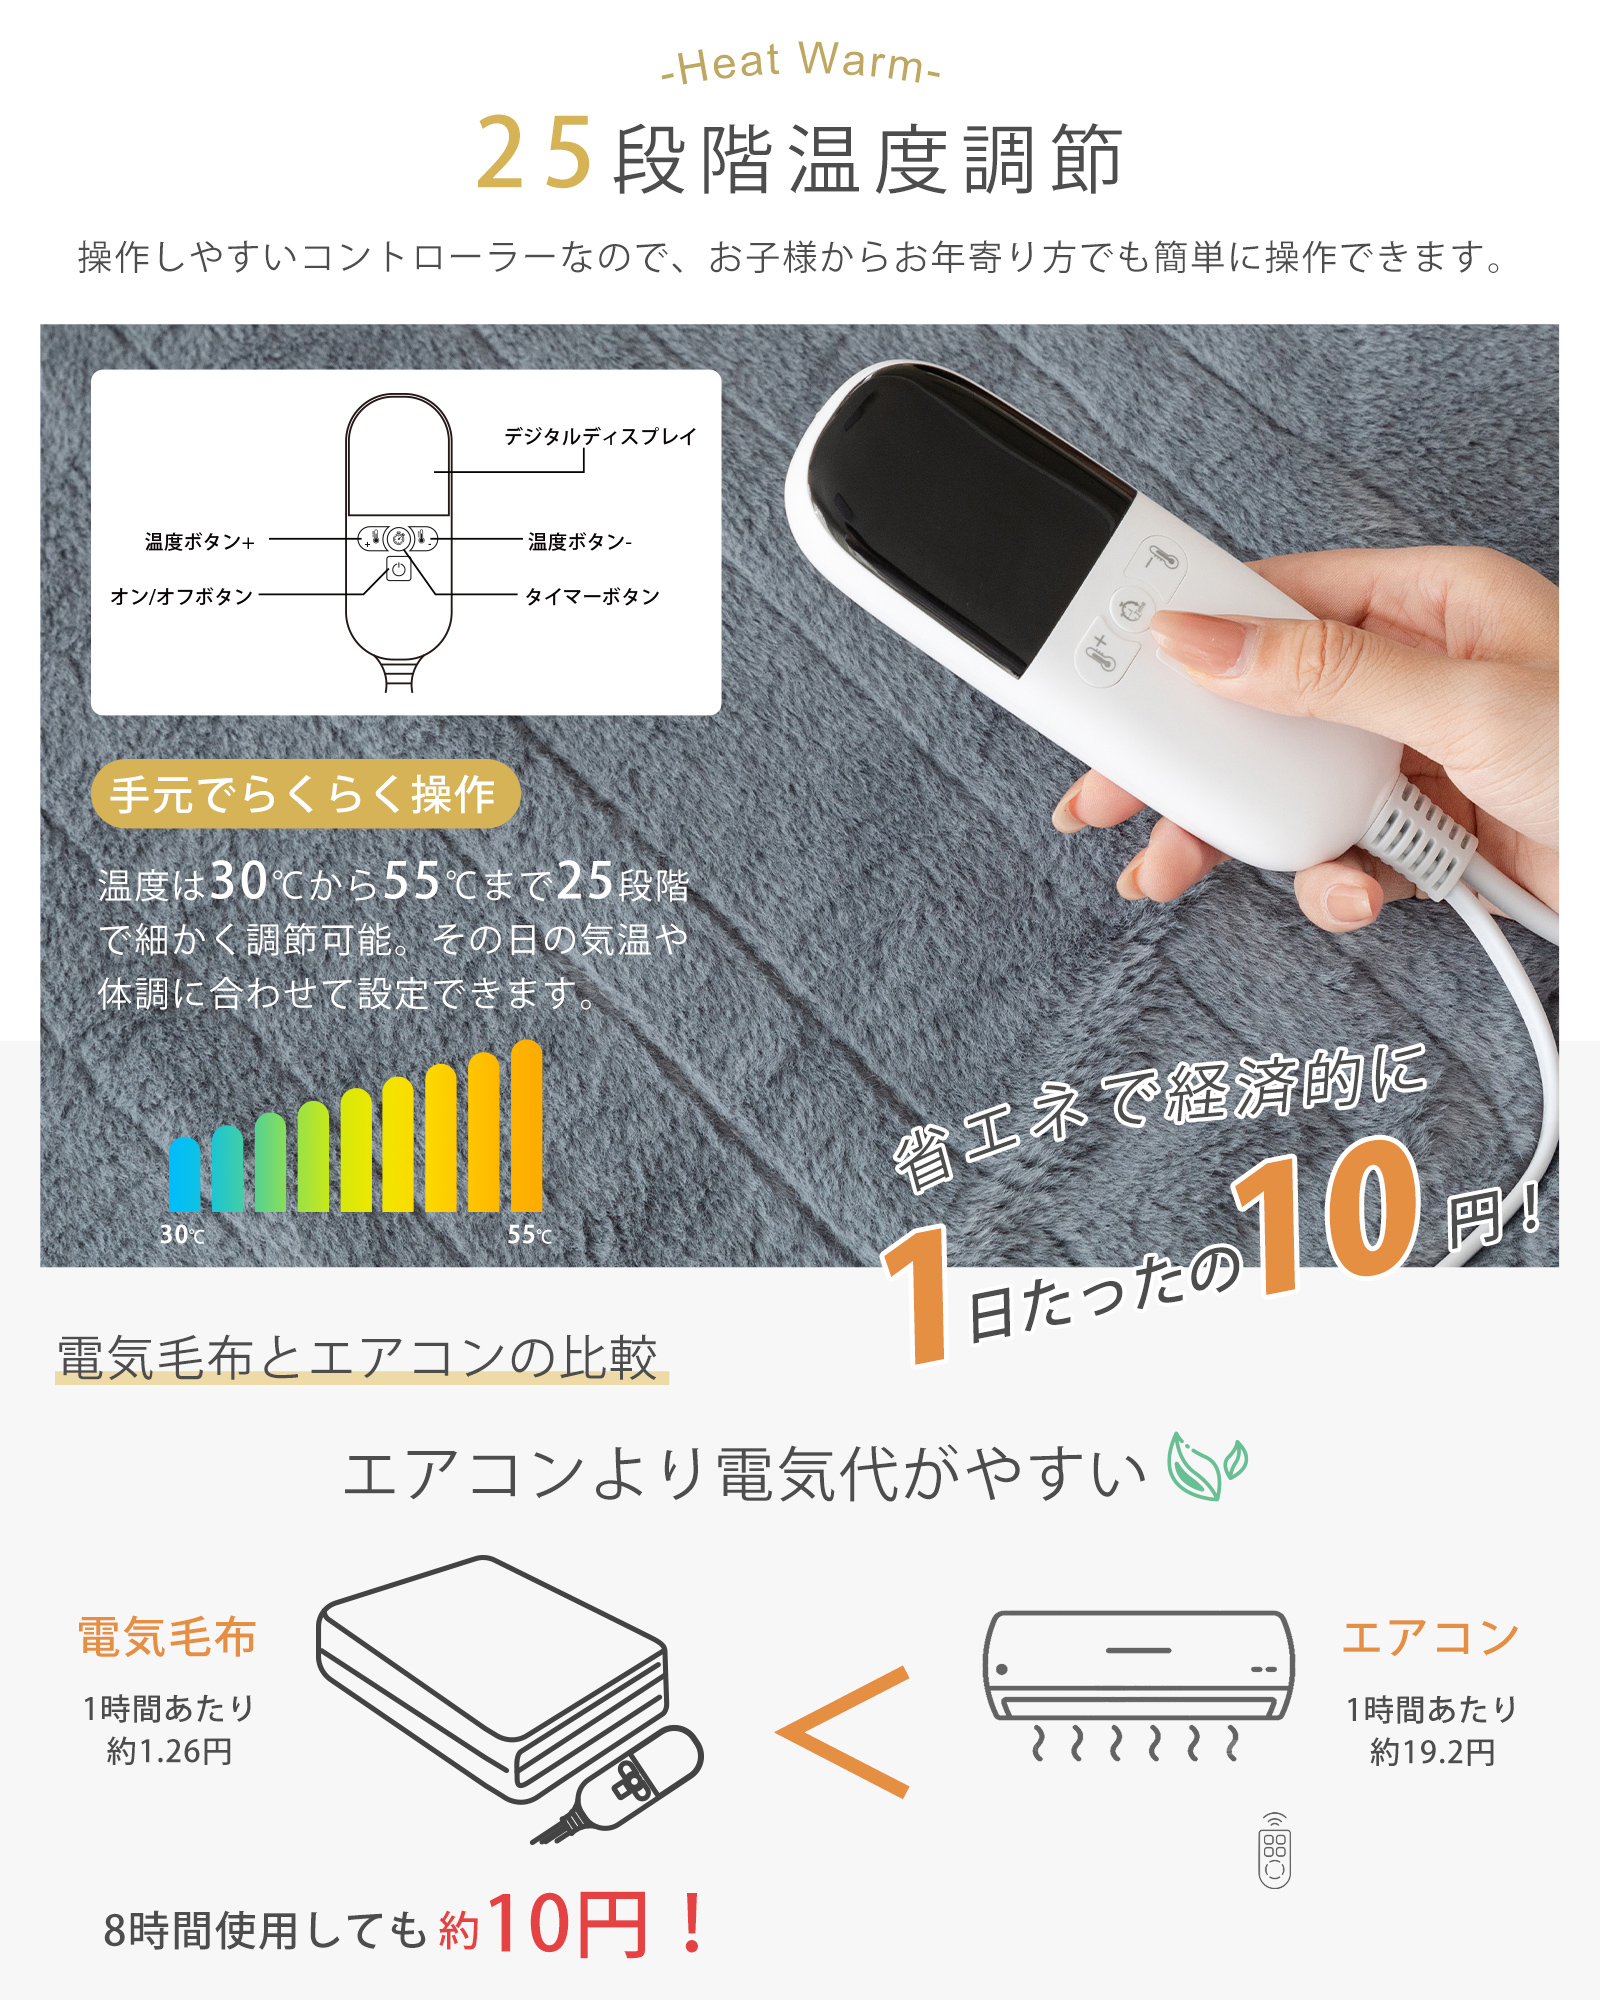 -Heat Warm-
25段階温度調節
操作しやすいコントローラーなので、お子様からお年寄り方でも簡単に操作できます。
デジタルディスプレイ
温度ボタン+
温度ボタン-
オン/オフボタン
タイマーボタン
手元でらくらく操作
温度は30℃から55℃まで25段階
で細かく調節可能。その日の気温や
体調に合わせて設定できます。
30℃
55℃
省エネで経済的に
1日たったの10円!
電気毛布とエアコンの比較
エアコンより電気代がやすい
電気毛布
1時間あたり
約1.26円
エアコン
1時間あたり
約19.2円
8時間使用しても約10円！